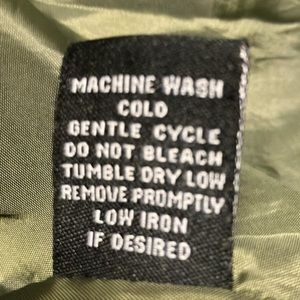 MACHINE WASH
COLD
GENTLE CYCLE
DO NOT BLEACH
TUMBLE DRY LOW
REMOVE PROMPTLY
LOW IRON
IF DESIRED